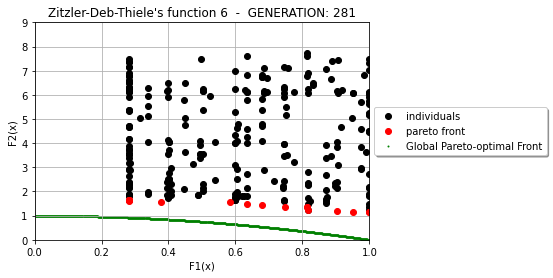 Zitzler-Deb-Thiele's function 6 - GENERATION: 281
9
8
7
6
5
4
3
2
1
0
F2(x)
0.0 0.2 0.4 0.6 0.8 1.0
F1(x)
individuals
pareto front
Global Pareto-optimal Front